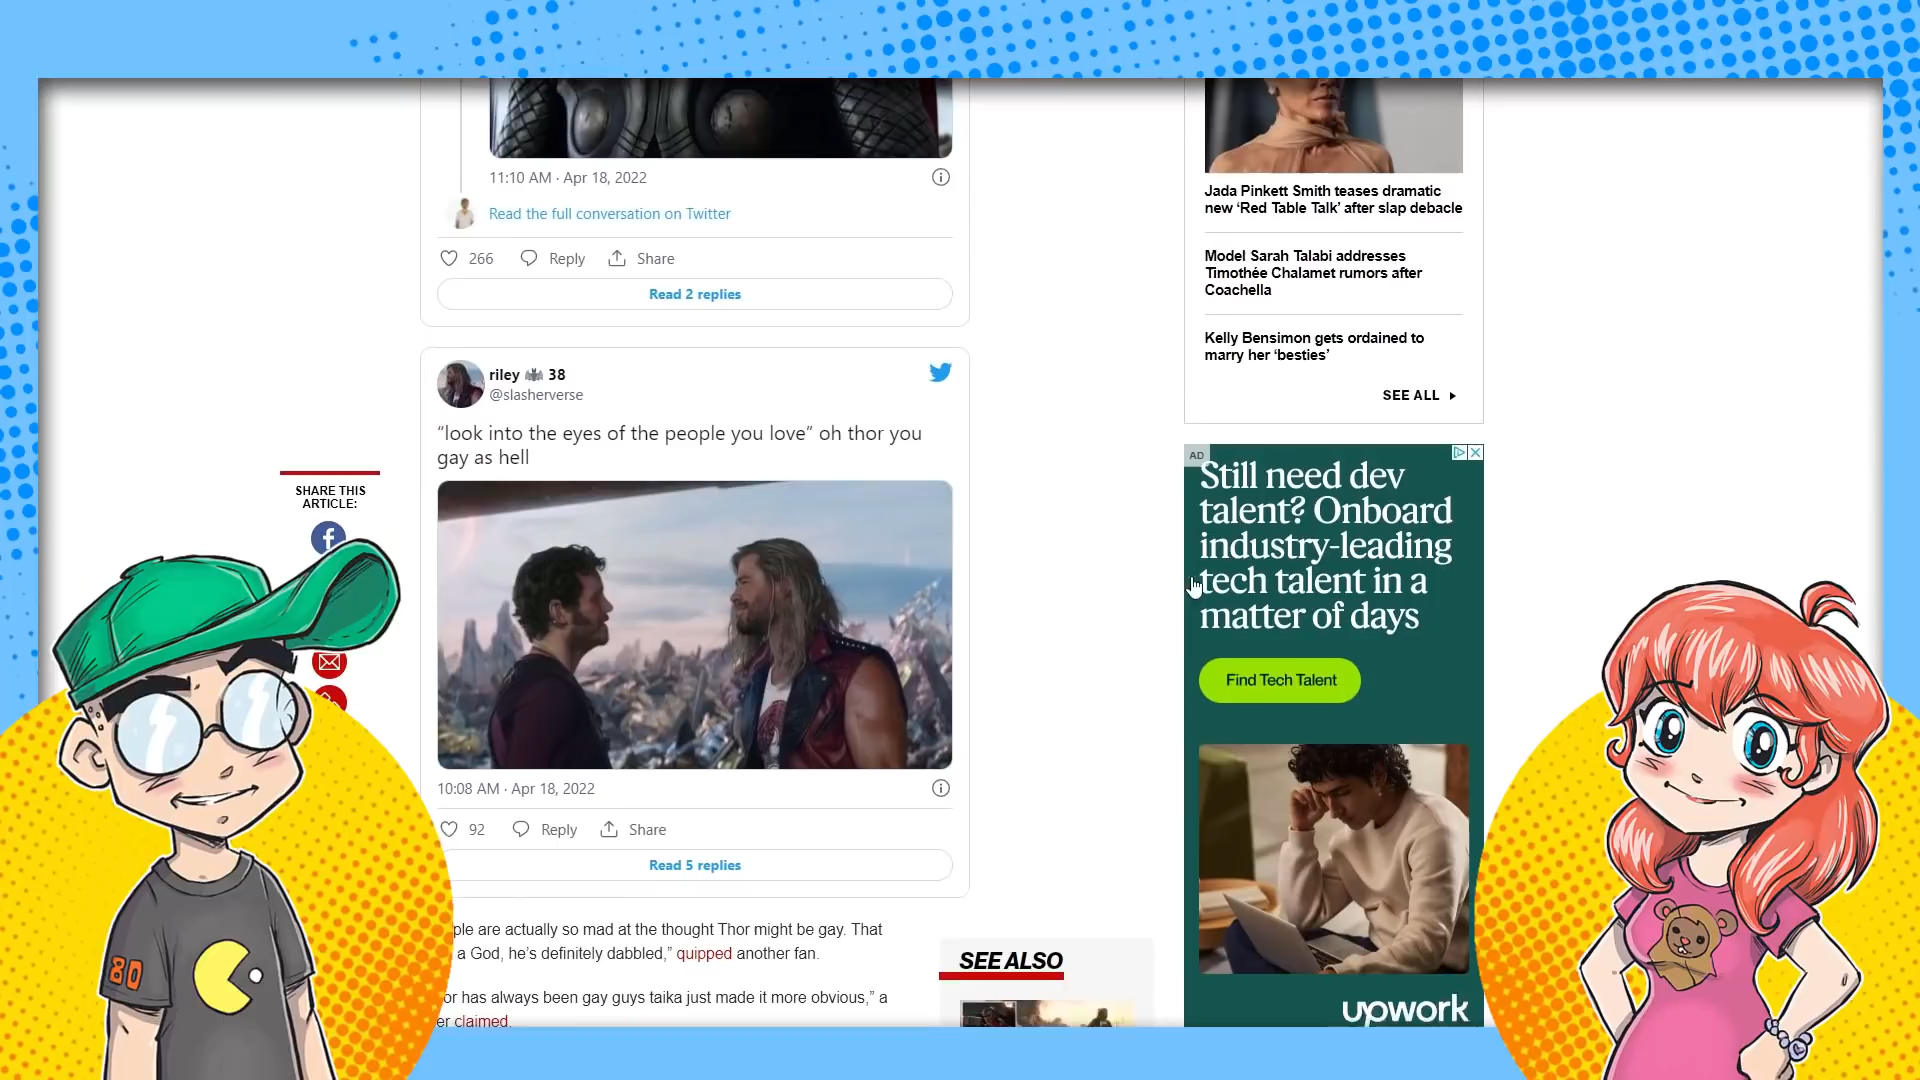 11:10 AM · Apr 18, 2022
Read the full conversation on Twitter
266 Reply Share
Read 2 replies
riley 38
@slasherverse
“look into the eyes of the people you love” oh thor you
gay as hell
10:08 AM · Apr 18, 2022
92 Reply Share
Read 5 replies
ple are actually so mad at the thought Thor might be gay. That
a God, he’s definitely dabbled,” quipped another fan.
or has always been gay guys taika just made it more obvious,” a
er claimed.
SHARE THIS
ARTICLE:
80
SEE ALSO
Jada Pinkett Smith teases dramatic
new ‘Red Table Talk’ after slap debacle
Model Sarah Talabi addresses
Timothée Chalamet rumors after
Coachella
Kelly Bensimon gets ordained to
marry her ‘besties’
SEE ALL
AD
Still need dev
talent? Onboard
industry-leading
tech talent in a
matter of days
Find Tech Talent
upwork